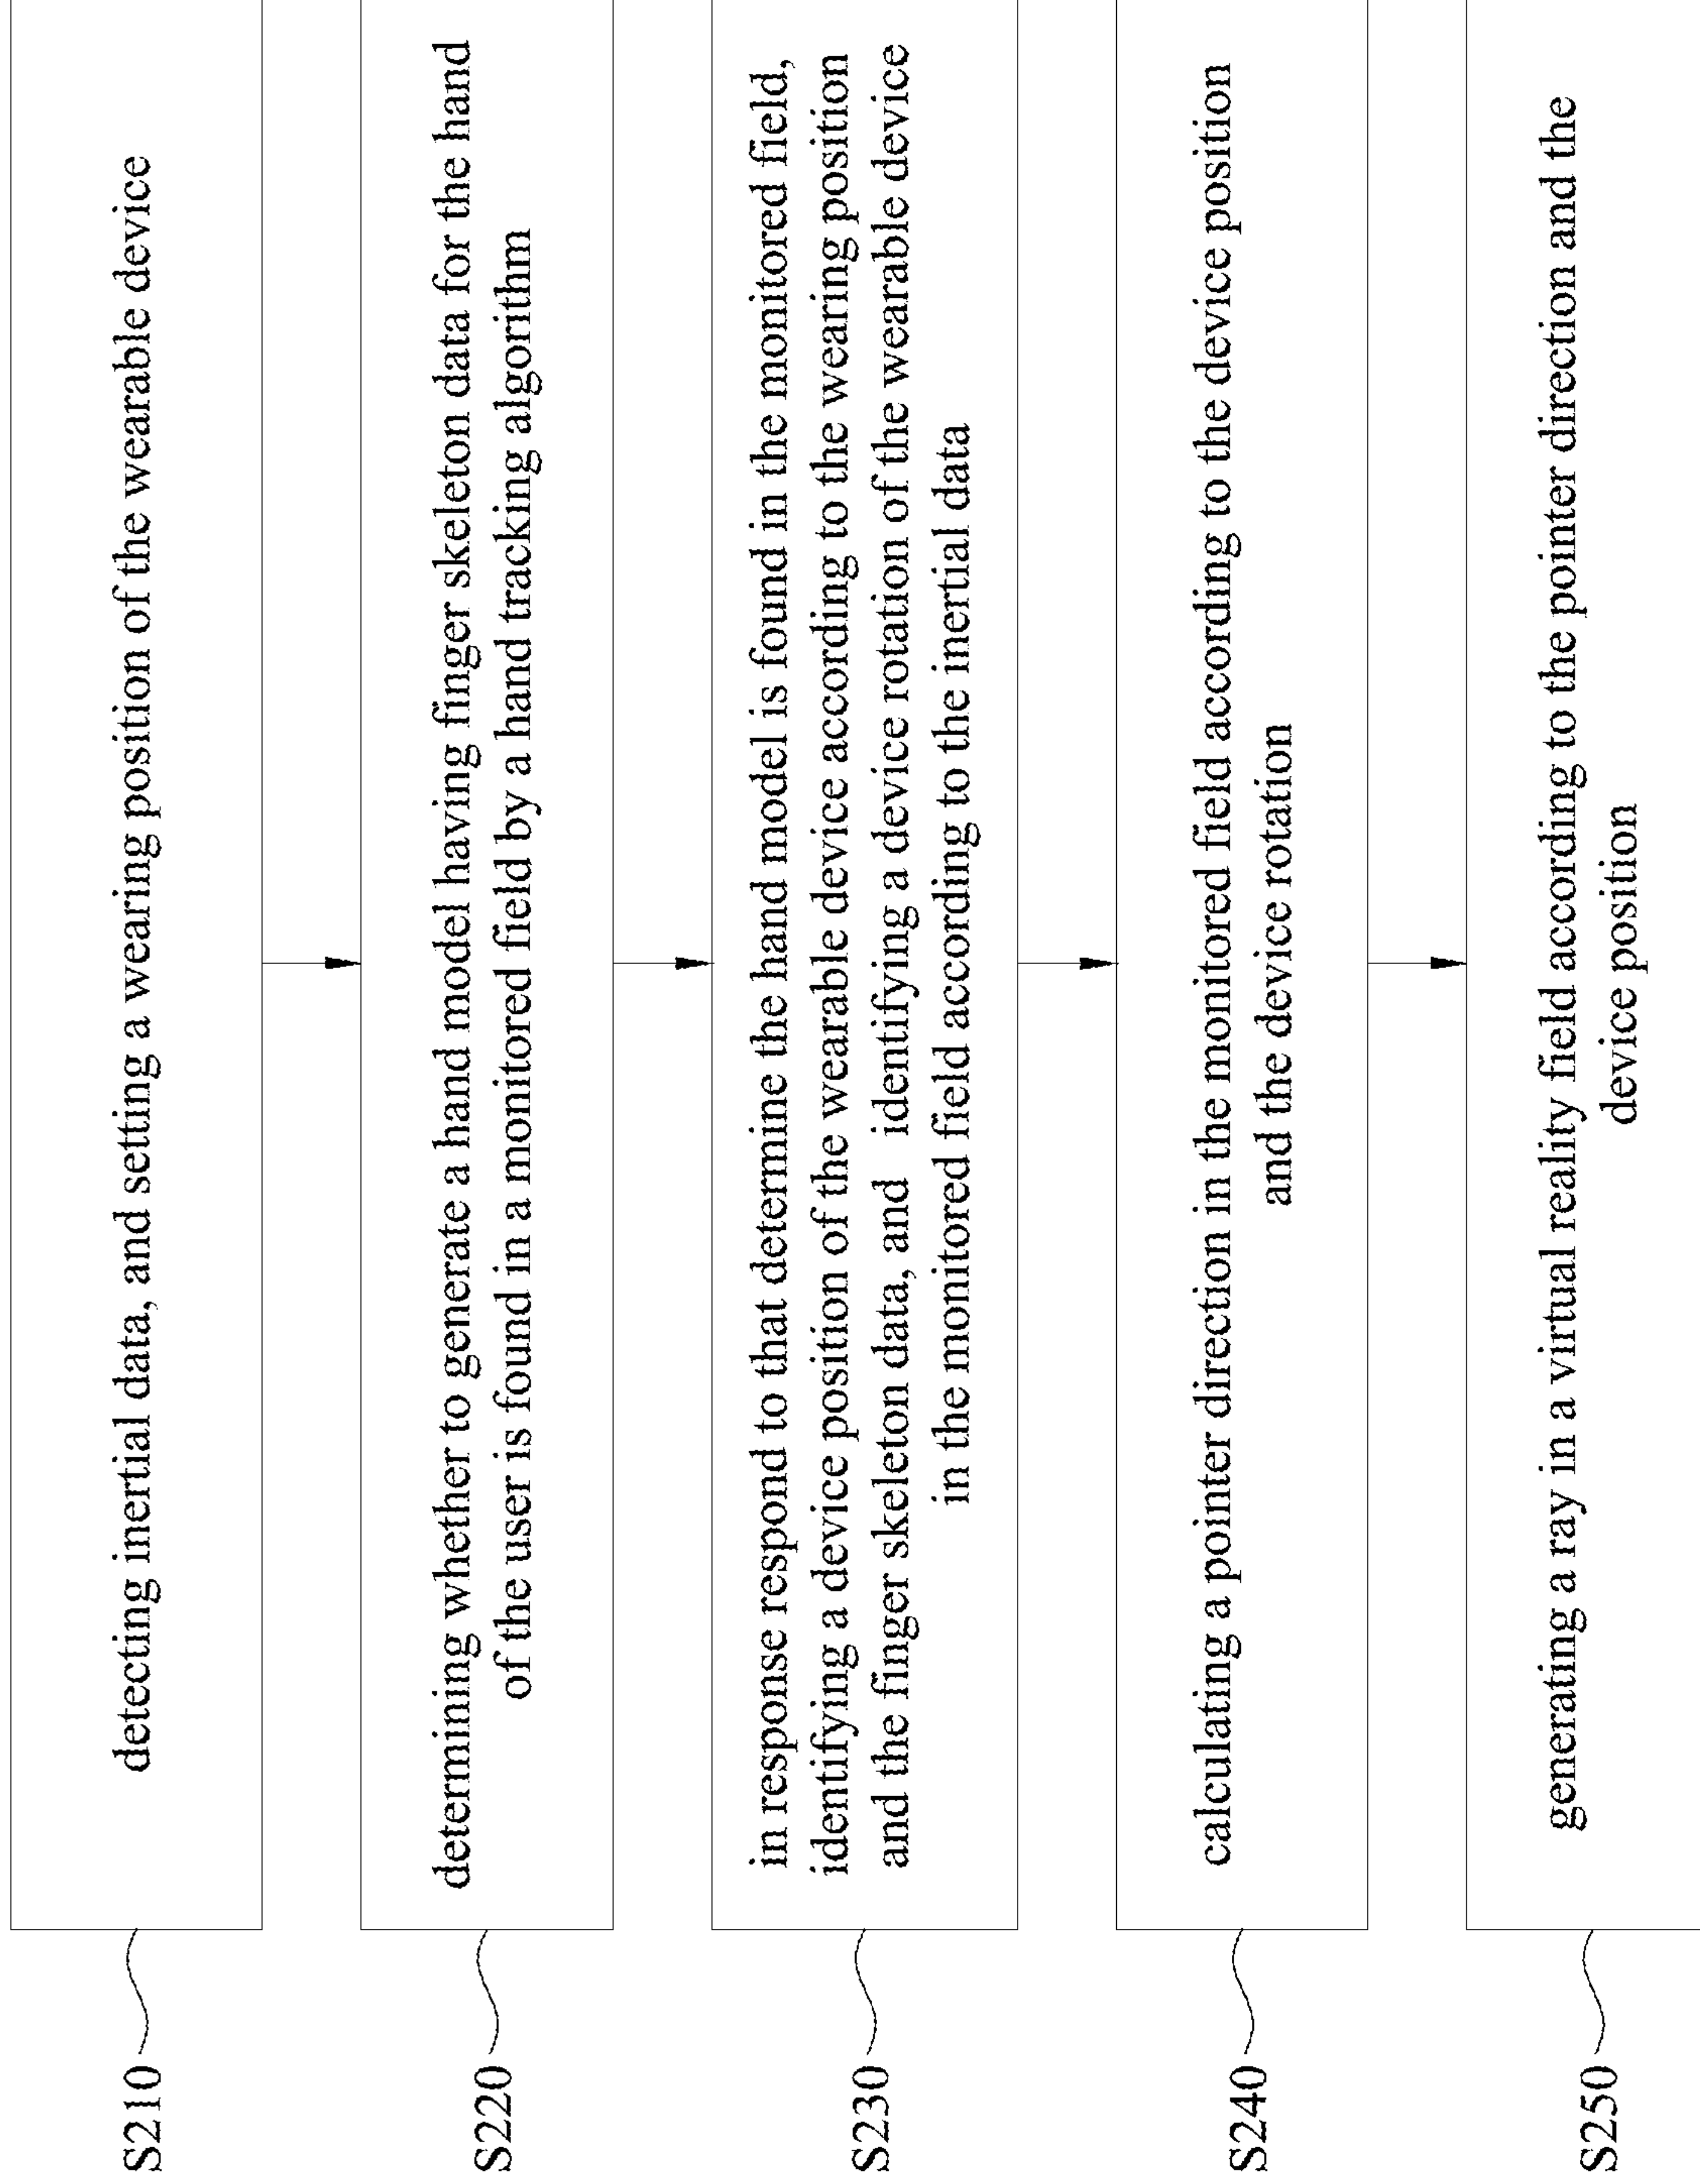 S210
detecting inertial data, and setting a wearing position of the wearable device
S220
determining whether to generate a hand model having finger skeleton data for the hand
of the user is found in a monitored field by a hand tracking algorithm
S230
in response respond to that determine the hand model is found in the monitored field,
identifying a device position of the wearable device according to the wearing position
and the finger skeleton data, and identifying a device rotation of the wearable device
in the monitored field according to the inertial data
S240
calculating a pointer direction in the monitored field according to the device position
and the device rotation
S250
generating a ray in a virtual reality field according to the pointer direction and the
device position